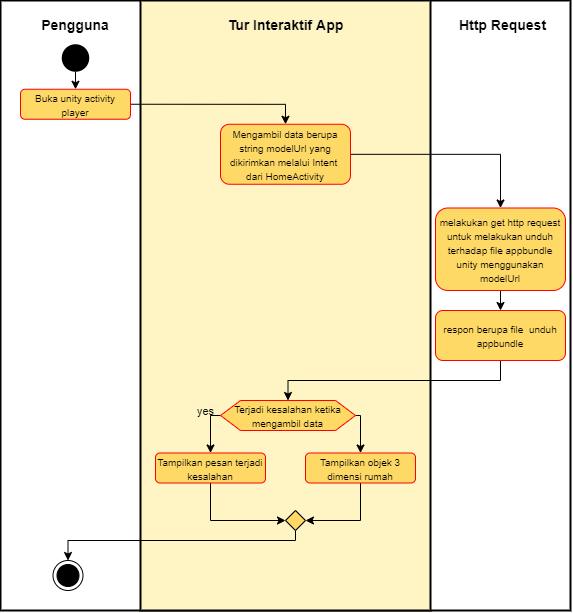 Pengguna
Tur Interaktif App
Http Request
Buka unity activity
player
Mengambil data berupa
string modelUrl yang
dikirimkan melalui Intent
dari HomeActivity
melakukan get http request
untuk melakukan unduh
terhadap file appbundle
unity menggunakan
modelUrl
respon berupa file unduh
appbundle
Terjadi kesalahan ketika
mengambil data
yes
Tampilkan pesan terjadi
kesalahan
Tampilkan objek 3
dimensi rumah